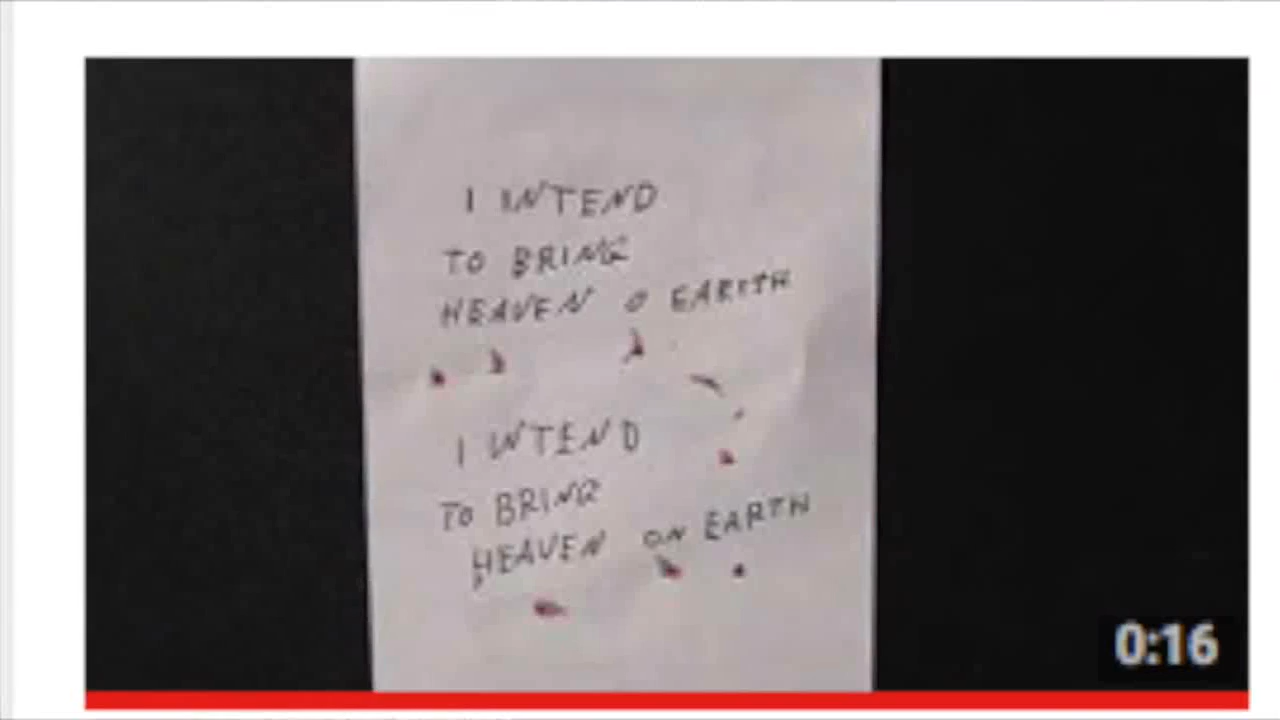 I INTEND
TO BRING
HEAVEN O EARTH
I INTEND
TO BRING
HEAVEN ON EARTH
0:16